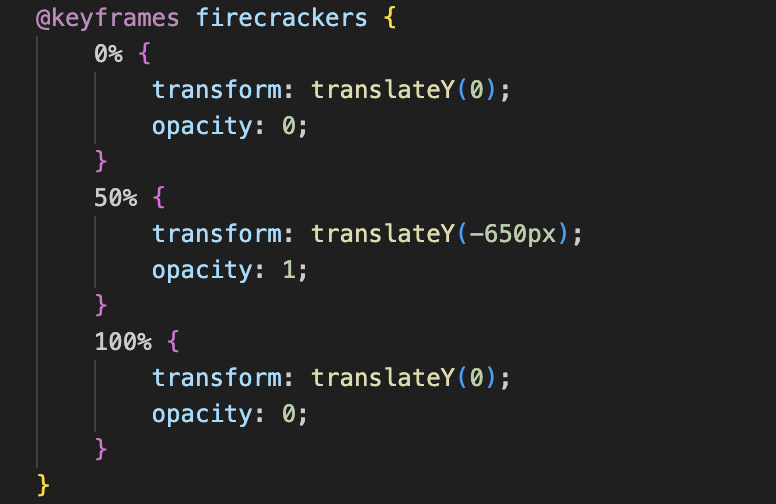 @keyframes firecrackers {
    0% {
        transform: translateY(0);
        opacity: 0;
    }
    50% {
        transform: translateY(-650px);
        opacity: 1;
    }
    100% {
        transform: translateY(0);
        opacity: 0;
    }
}